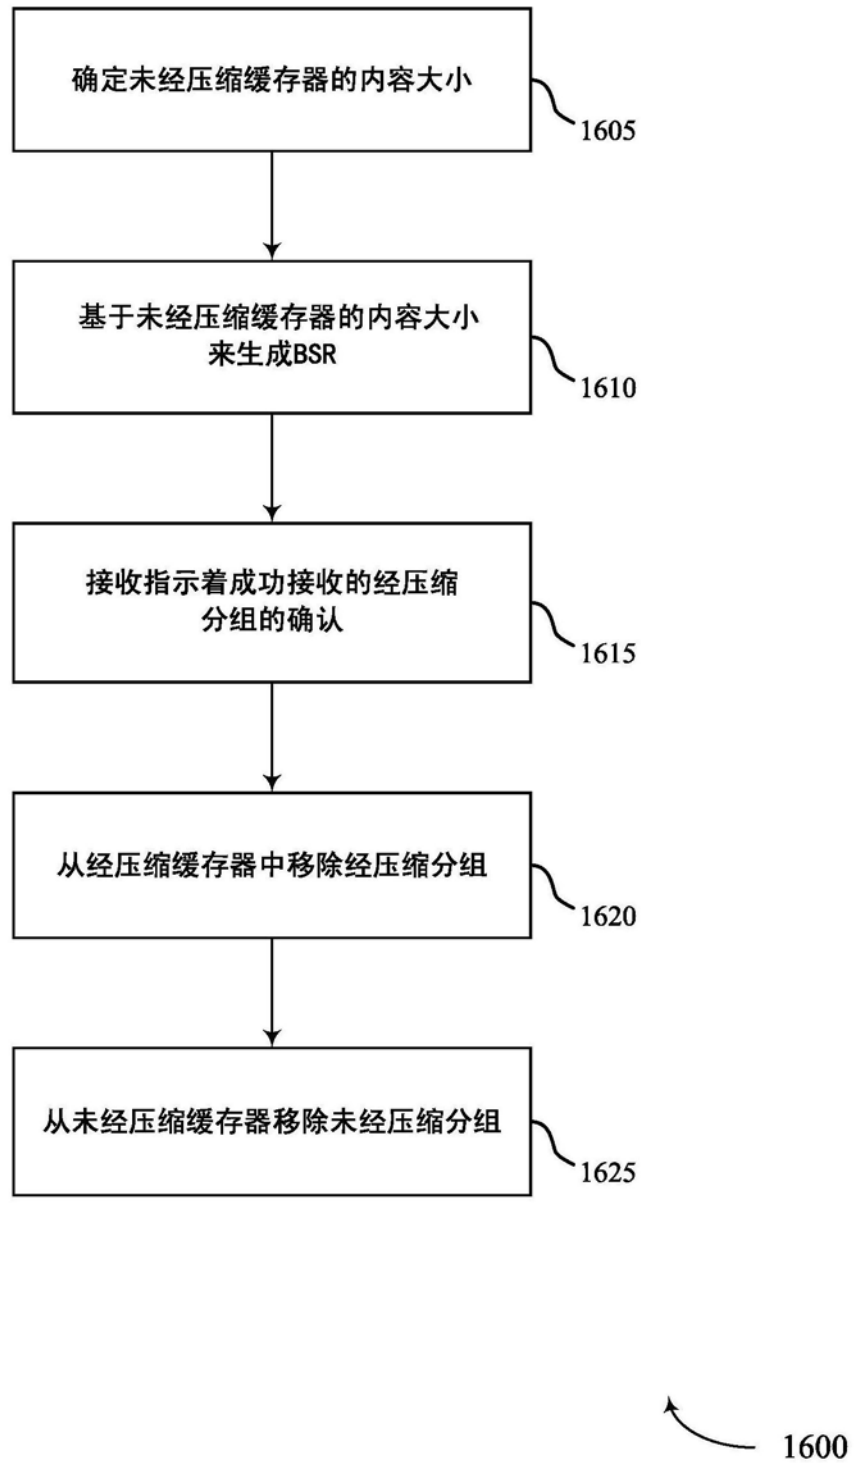 确定未经压缩缓存器的内容大小
1605
基于未经压缩缓存器的内容大小
来生成BSR
1610
接收指示着成功接收的经压缩
分组的确认
1615
从经压缩缓存器中移除经压缩分组
1620
从未经压缩缓存器移除未经压缩分组
1625
1600